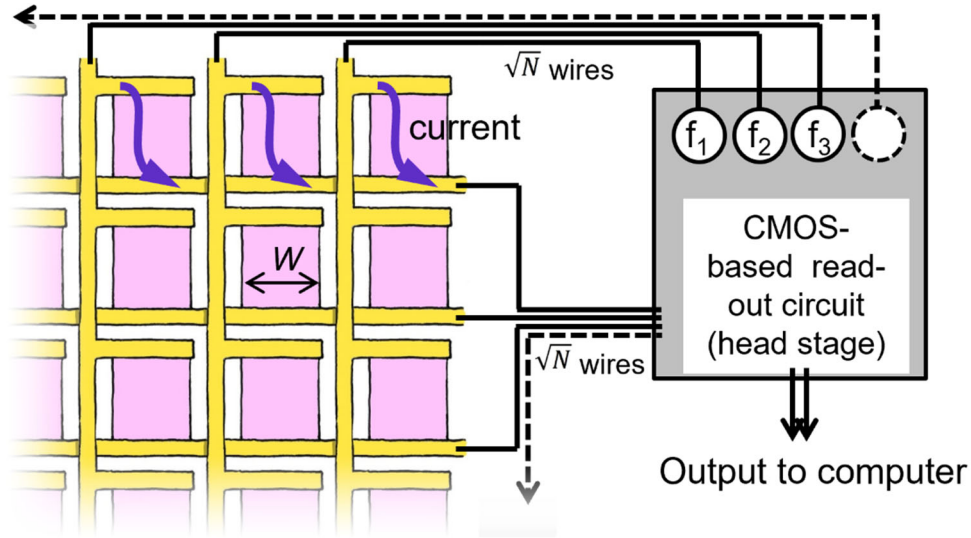 √N wires
f1
f2
f3
current
W
CMOS-
based read-
out circuit
(head stage)
√N wires
Output to computer